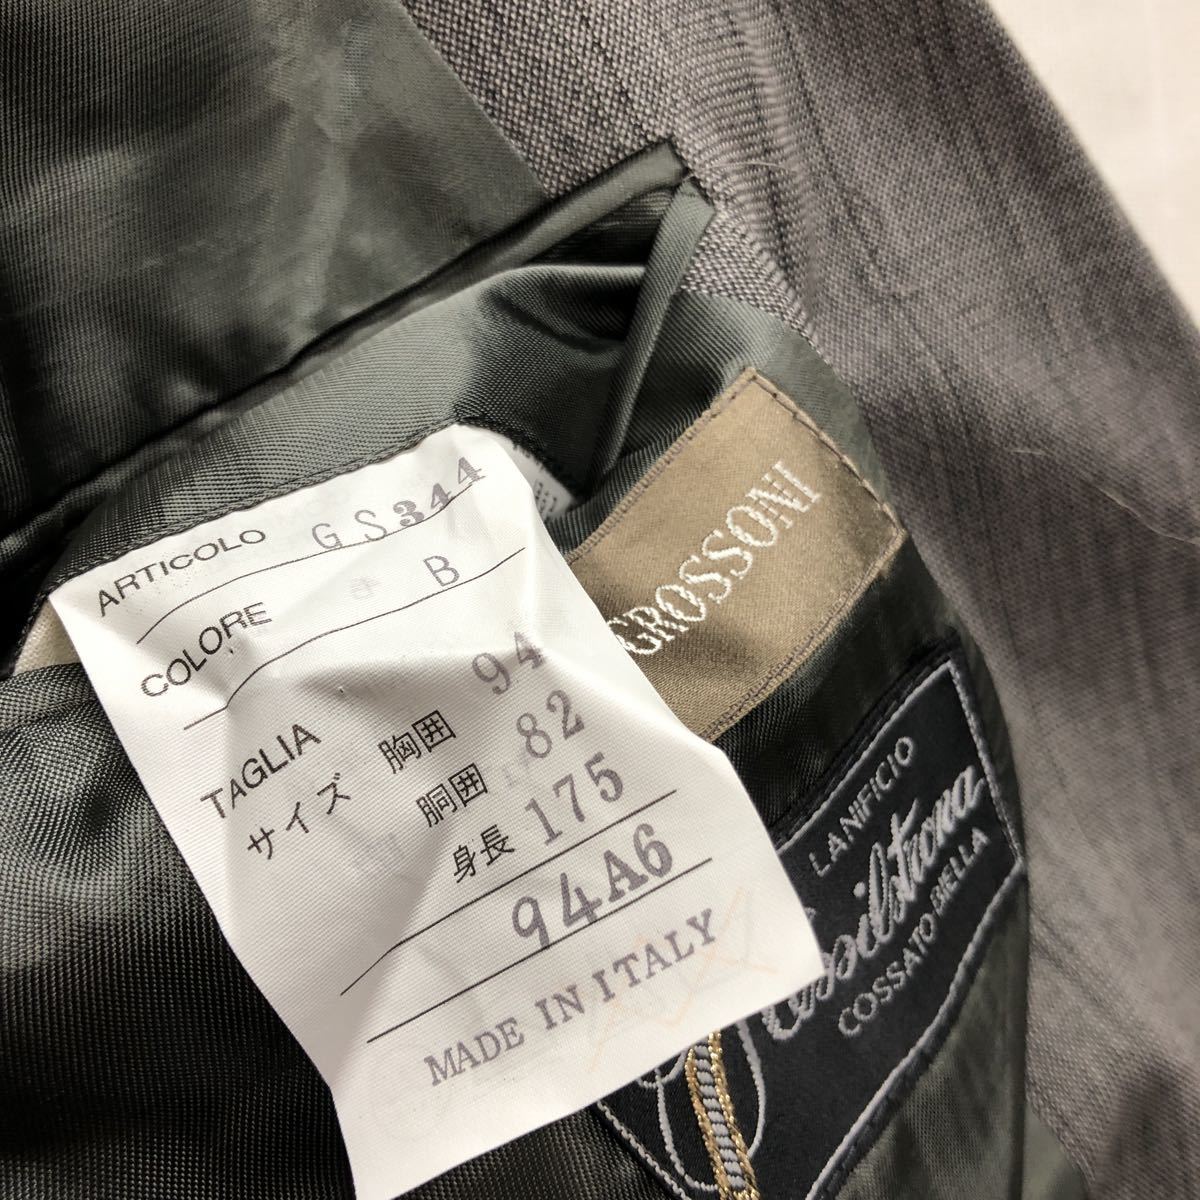 ARTICOLO GS344
COLORE B
TAGLIA 胸囲 94
サイズ 胴囲 82
身長 175
94A6
MADE IN ITALY
GROSSONI
LANIFICIO
COSSATO BIELLA